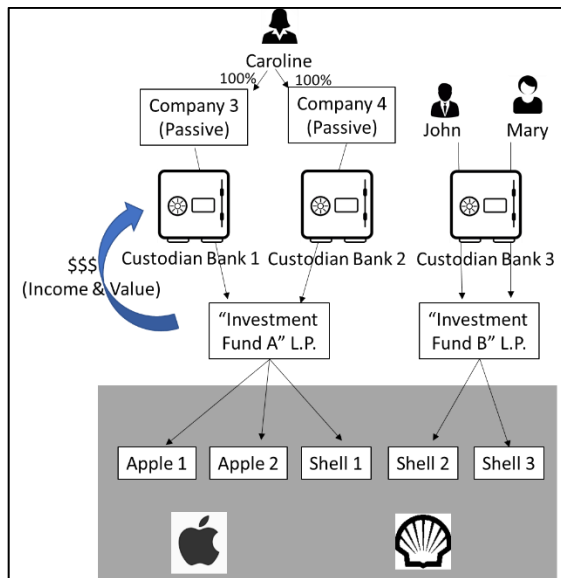 Caroline
100%
100%
Company 3
(Passive)
Company 4
(Passive)
John
Mary
Custodian Bank 1
Custodian Bank 2
Custodian Bank 3
$$$
(Income & Value)
“Investment
Fund A” L.P.
“Investment
Fund B” L.P.
Apple 1
Apple 2
Shell 1
Shell 2
Shell 3